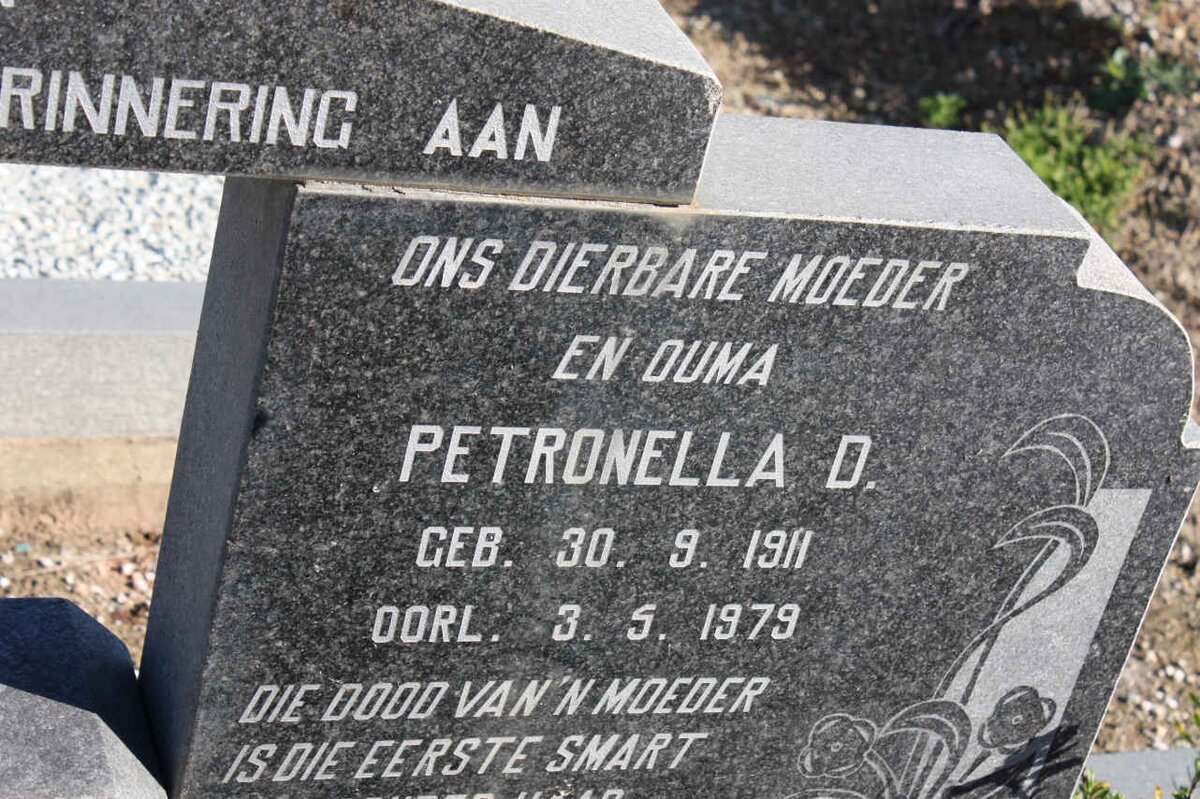 RINNERING AAN
ONS DIERBARE MOEDER
EN OUMA
PETRONELLA D.
GEB. 30. 9. 1911
OORL. 3. 5. 1979
DIE DOOD VAN 'N MOEDER
IS DIE EERSTE SMART